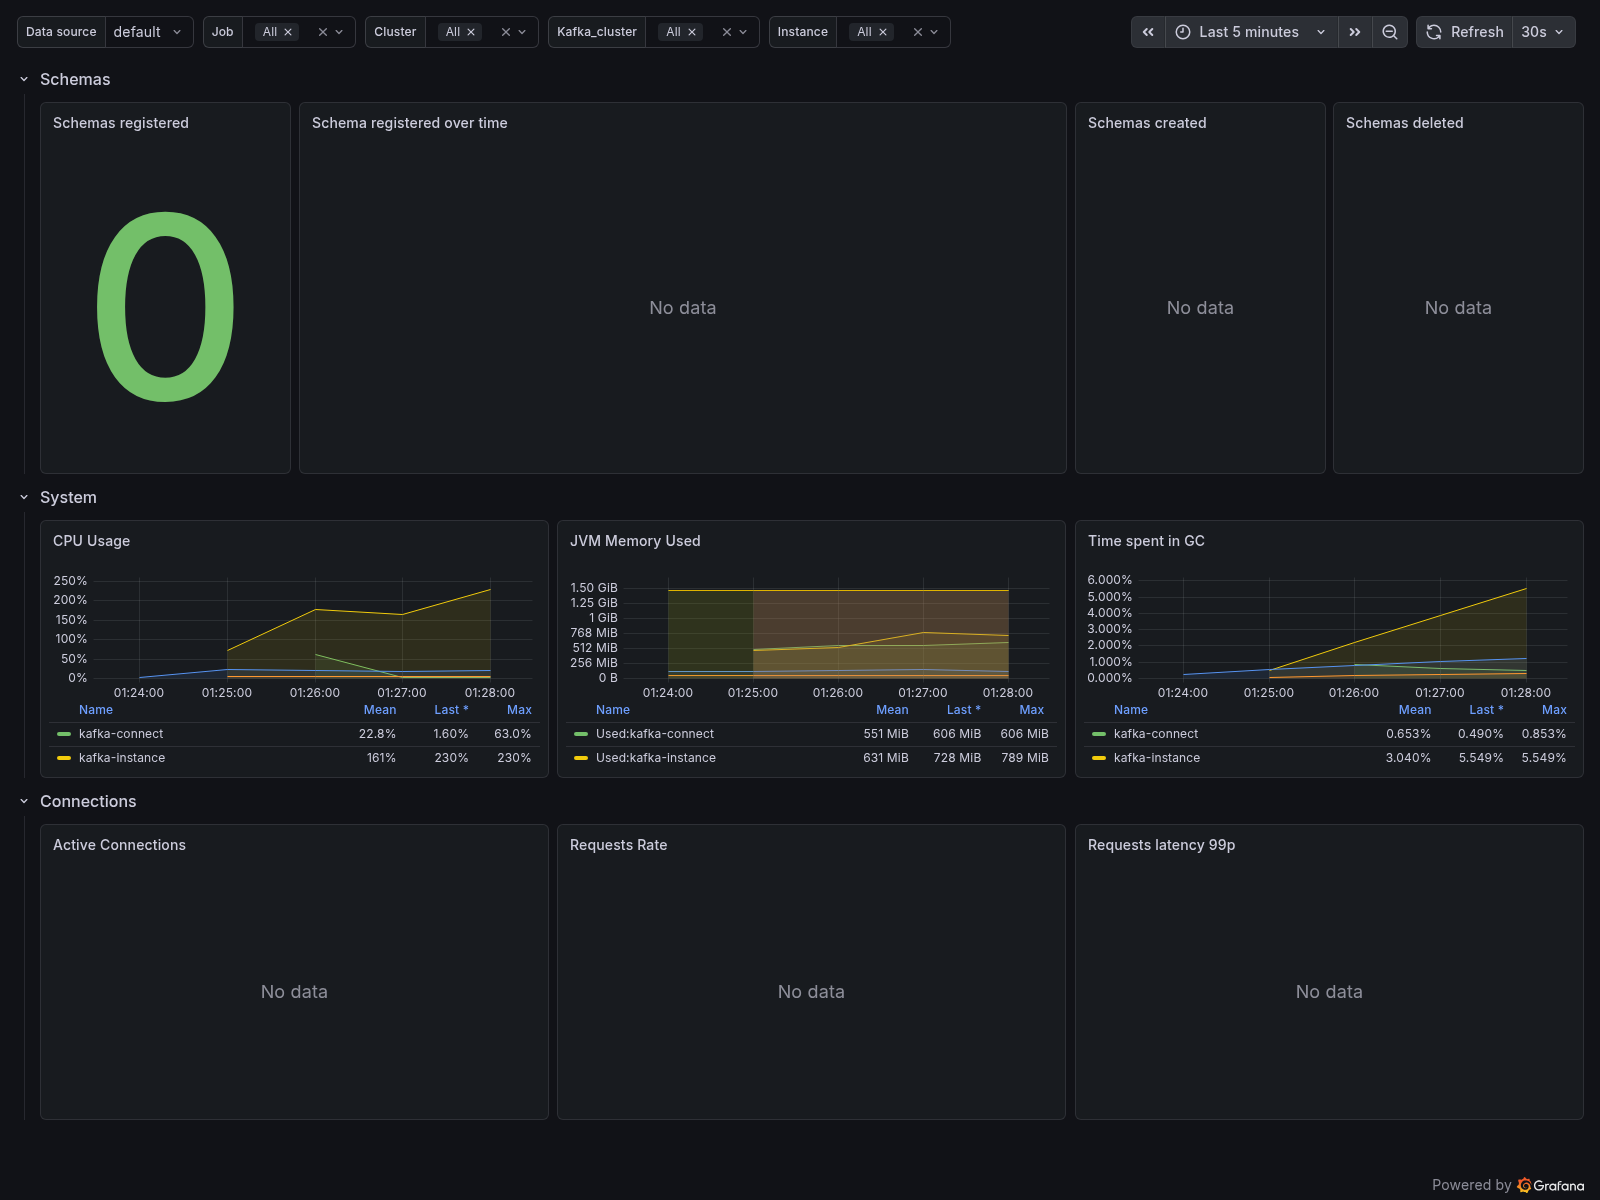 Data source default Job All Cluster All Kafka_cluster All Instance All Last 5 minutes Refresh 30s
Schemas
Schemas registered
0
Schema registered over time
No data
Schemas created
No data
Schemas deleted
No data
System
CPU Usage
250%
200%
150%
100%
50%
0%
01:24:00 01:25:00 01:26:00 01:27:00 01:28:00
Name Mean Last * Max
kafka-connect 22.8% 1.60% 63.0%
kafka-instance 161% 230% 230%
JVM Memory Used
1.50 GiB
1.25 GiB
1 GiB
768 MiB
512 MiB
256 MiB
0 B
01:24:00 01:25:00 01:26:00 01:27:00 01:28:00
Name Mean Last * Max
Used:kafka-connect 551 MiB 606 MiB 606 MiB
Used:kafka-instance 631 MiB 728 MiB 789 MiB
Time spent in GC
6.000%
5.000%
4.000%
3.000%
2.000%
1.000%
0.000%
01:24:00 01:25:00 01:26:00 01:27:00 01:28:00
Name Mean Last * Max
kafka-connect 0.653% 0.490% 0.853%
kafka-instance 3.040% 5.549% 5.549%
Connections
Active Connections
No data
Requests Rate
No data
Requests latency 99p
No data
Powered by Grafana